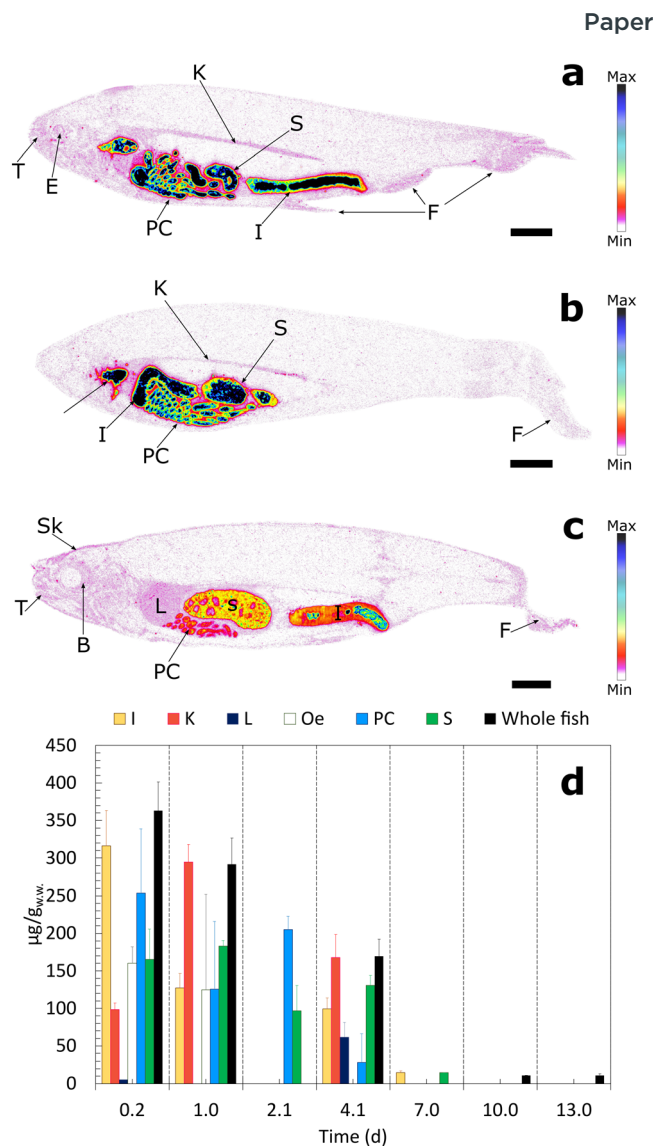 Paper
a
Max
K
S
T
E
PC
I
F
Min
b
Max
K
S
I
PC
F
Min
c
Max
Sk
T
B
L
s
I
PC
F
Min
I K L Oe PC S Whole fish
d
450
400
350
300
250
200
150
100
50
0
µg/gw.w.
0.2 1.0 2.1 4.1 7.0 10.0 13.0
Time (d)